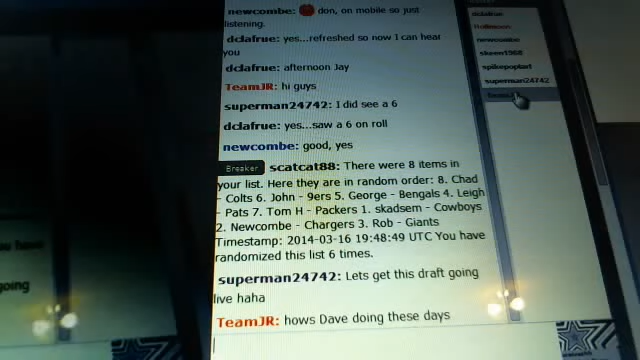 newcombe: don, on mobile so just
listening.
dclafrue: yes...refreshed so now I can hear
you
dclafrue: afternoon Jay
TeamJR: hi guys
superman24742: I did see a 6
dclafrue: yes...saw a 6 on roll
newcombe: good, yes
Breaker scatcat88: There were 8 items in
your list. Here they are in random order: 8. Chad
- Colts 6. John - 9ers 5. George - Bengals 4. Leigh
- Pats 7. Tom H - Packers 1. skadsem - Cowboys
2. Newcombe - Chargers 3. Rob - Giants
Timestamp: 2014-03-16 19:48:49 UTC You have
randomized this list 6 times.
superman24742: Lets get this draft going
live haha
TeamJR: hows Dave doing these days
dclafrue
newcombe
skeen1968
spikepoptart
superman24742
you have
going